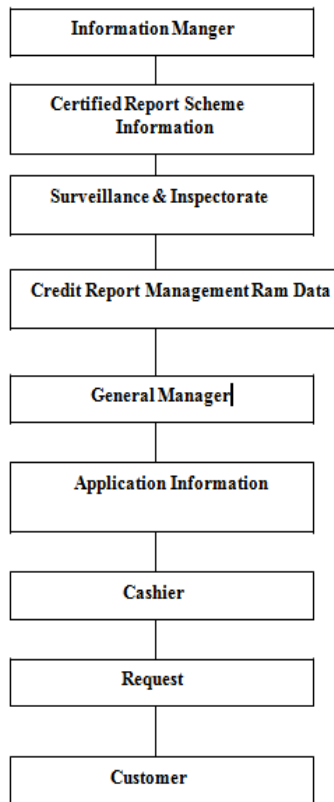 Information Manger
Certified Report Scheme
Information
Surveillance & Inspectorate
Credit Report Management Ram Data
General Manager
Application Information
Cashier
Request
Customer